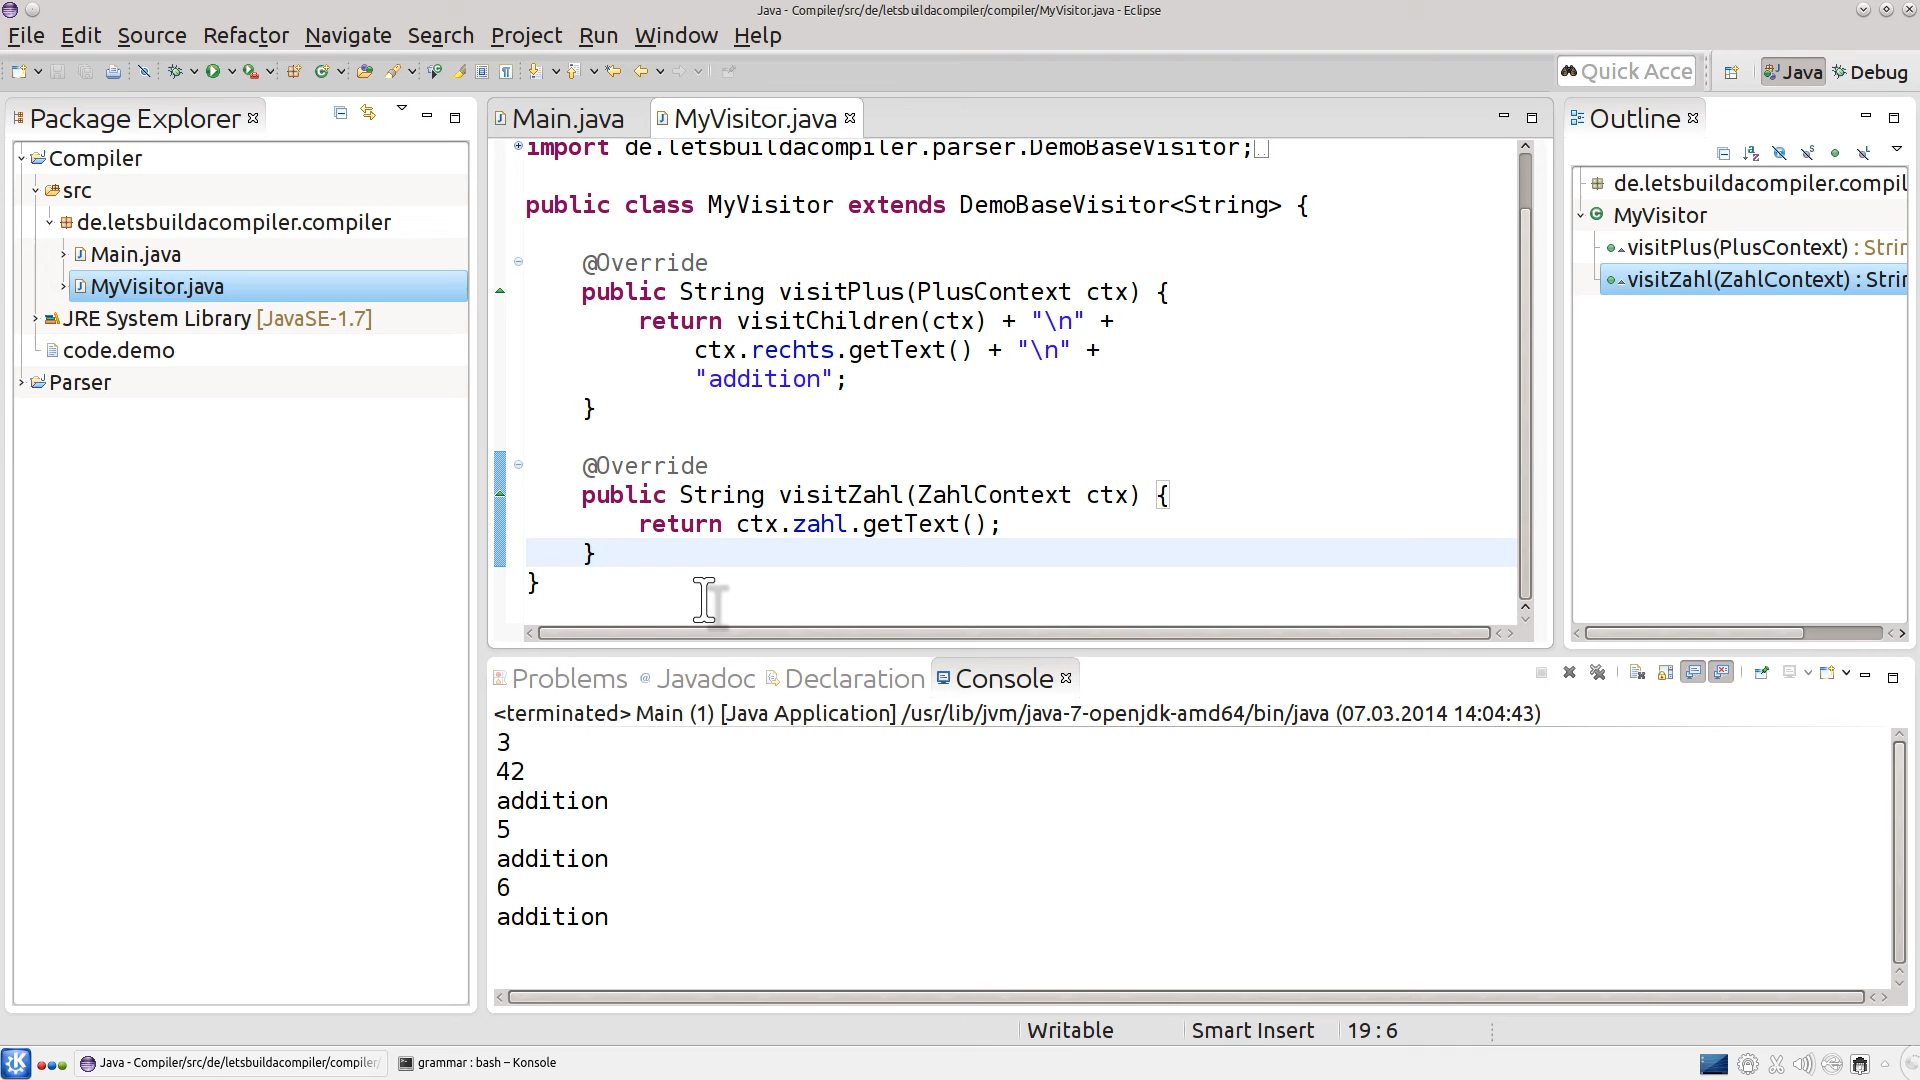 Java - Compiler/src/de/letsbuildacompiler/compiler/MyVisitor.java - Eclipse
File Edit Source Refactor Navigate Search Project Run Window Help
Quick Acce
Java
Debug
Package Explorer
Compiler
src
de.letsbuildacompiler.compiler
Main.java
MyVisitor.java
JRE System Library [JavaSE-1.7]
code.demo
Parser
Main.java
MyVisitor.java
import de.letsbuildacompiler.parser.DemoBaseVisitor;
public class MyVisitor extends DemoBaseVisitor<String> {
@Override
public String visitPlus(PlusContext ctx) {
return visitChildren(ctx) + "\n" +
ctx.rechts.getText() + "\n" +
"addition";
}
@Override
public String visitZahl(ZahlContext ctx) {
return ctx.zahl.getText();
}
}
Outline
de.letsbuildacompiler.compil
MyVisitor
visitPlus(PlusContext) : Strin
visitZahl(ZahlContext) : Strin
Problems
Javadoc
Declaration
Console
<terminated> Main (1) [Java Application] /usr/lib/jvm/java-7-openjdk-amd64/bin/java (07.03.2014 14:04:43)
3
42
addition
5
addition
6
addition
Writable
Smart Insert
19 : 6
Java - Compiler/src/de/letsbuildacompiler/compiler/
grammar : bash – Konsole